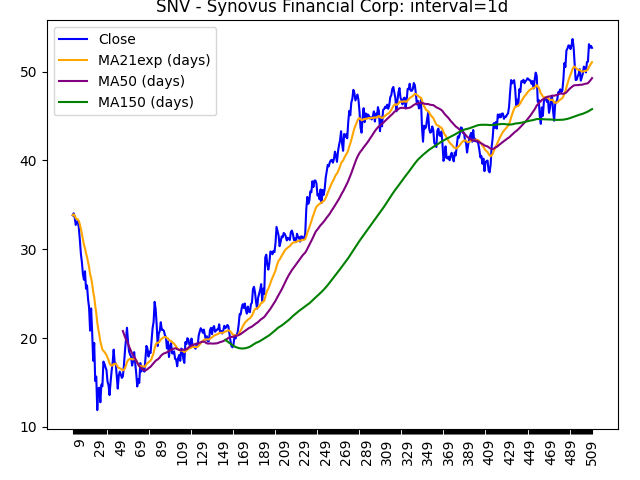 SNV - Synovus Financial Corp: interval=1d
Close
MA21exp (days)
MA50 (days)
MA150 (days)
50
40
30
20
10
9 29 49 69 89 109 129 149 169 189 209 229 249 269 289 309 329 349 369 389 409 429 449 469 489 509